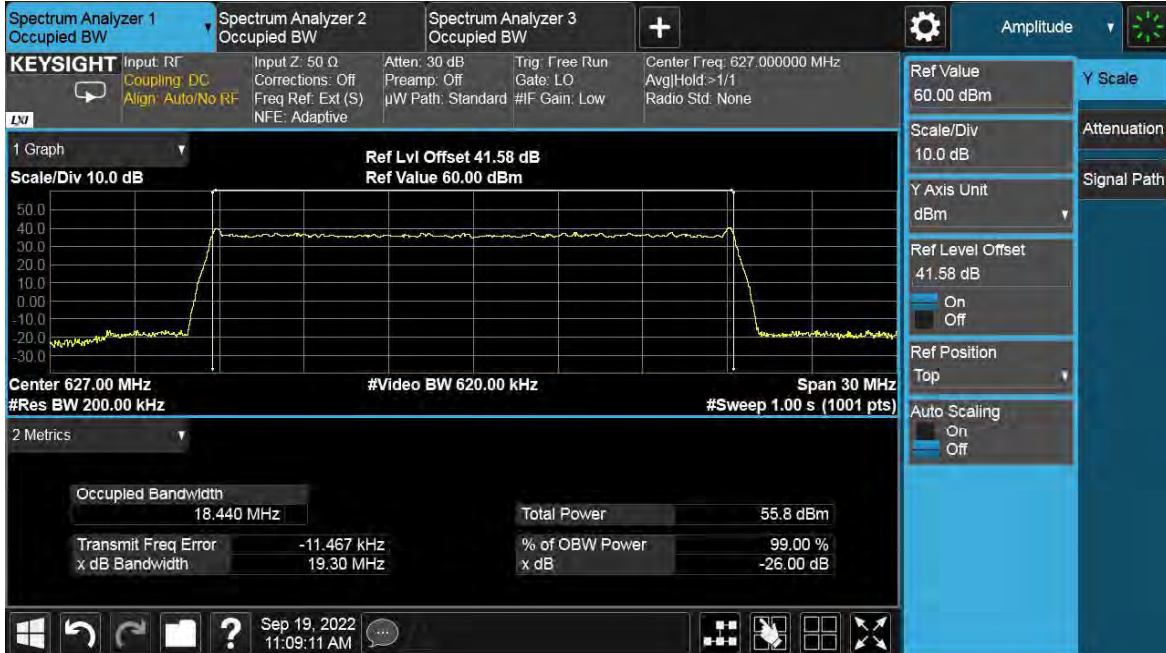 Spectrum Analyzer 1
Occupied BW
Spectrum Analyzer 2
Occupied BW
Spectrum Analyzer 3
Occupied BW
Amplitude
KEYSIGHT
LXI
Input: RF
Coupling: DC
Align: Auto/No RF
Input Z: 50 Ω
Corrections: Off
Freq Ref: Ext (S)
NFE: Adaptive
Atten: 30 dB
Preamp: Off
µW Path: Standard
Trig: Free Run
Gate: LO
#IF Gain: Low
Center Freq: 627.000000 MHz
Avg|Hold:>1/1
Radio Std: None
1 Graph
Scale/Div 10.0 dB
Ref Lvl Offset 41.58 dB
Ref Value 60.00 dBm
50.0
40.0
30.0
20.0
10.0
0.00
-10.0
-20.0
-30.0
Center 627.00 MHz
#Res BW 200.00 kHz
#Video BW 620.00 kHz
Span 30 MHz
#Sweep 1.00 s (1001 pts)
2 Metrics
Occupied Bandwidth
18.440 MHz
Total Power 55.8 dBm
Transmit Freq Error -11.467 kHz
% of OBW Power 99.00 %
x dB Bandwidth 19.30 MHz
x dB -26.00 dB
Ref Value
60.00 dBm
Scale/Div
10.0 dB
Y Axis Unit
dBm
Ref Level Offset
41.58 dB
On
Off
Ref Position
Top
Auto Scaling
On
Off
Y Scale
Attenuation
Signal Path
?
Sep 19, 2022
11:09:11 AM